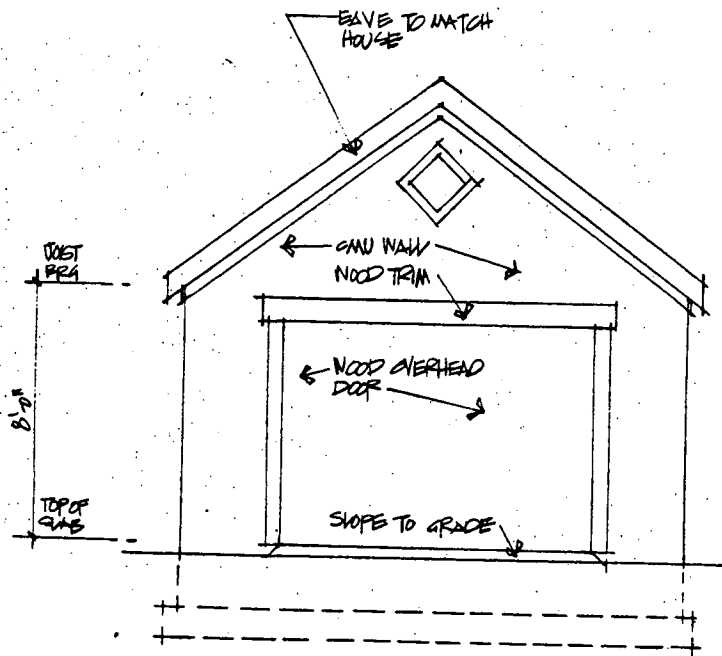 EAVE TO MATCH
HOUSE
JOIST
BRG
CMU WALL
WOOD TRIM
WOOD OVERHEAD
DOOR
8'-0"
TOP OF
SLAB
SLOPE TO GRADE